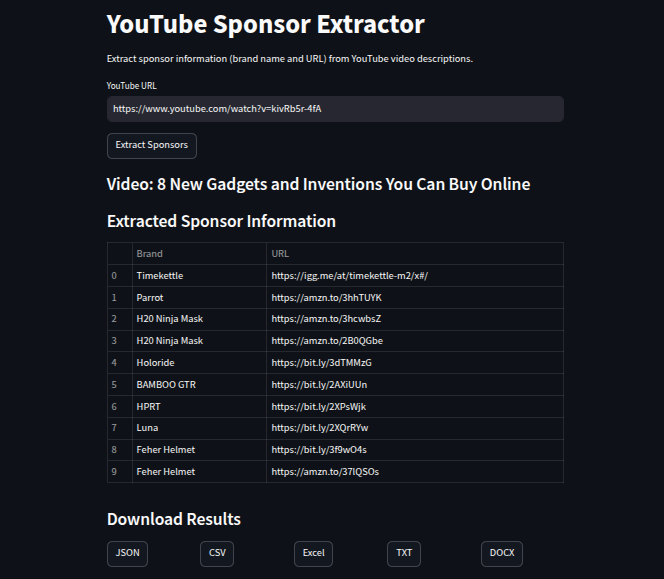 YouTube Sponsor Extractor
Extract sponsor information (brand name and URL) from YouTube video descriptions.
YouTube URL
https://www.youtube.com/watch?v=kivRb5r-4fA
Extract Sponsors
Video: 8 New Gadgets and Inventions You Can Buy Online
Extracted Sponsor Information
Brand URL
0 Timekettle https://igg.me/at/timekettle-m2/x#/
1 Parrot https://amzn.to/3hhTUYK
2 H20 Ninja Mask https://amzn.to/3hcwbsZ
3 H20 Ninja Mask https://amzn.to/2B0QGbe
4 Holoride https://bit.ly/3dTMMzG
5 BAMBOO GTR https://bit.ly/2AXiUUn
6 HPRT https://bit.ly/2XPsWjk
7 Luna https://bit.ly/2XQrRYw
8 Feher Helmet https://bit.ly/3f9wO4s
9 Feher Helmet https://amzn.to/37IQSOs
Download Results
JSON CSV Excel TXT DOCX